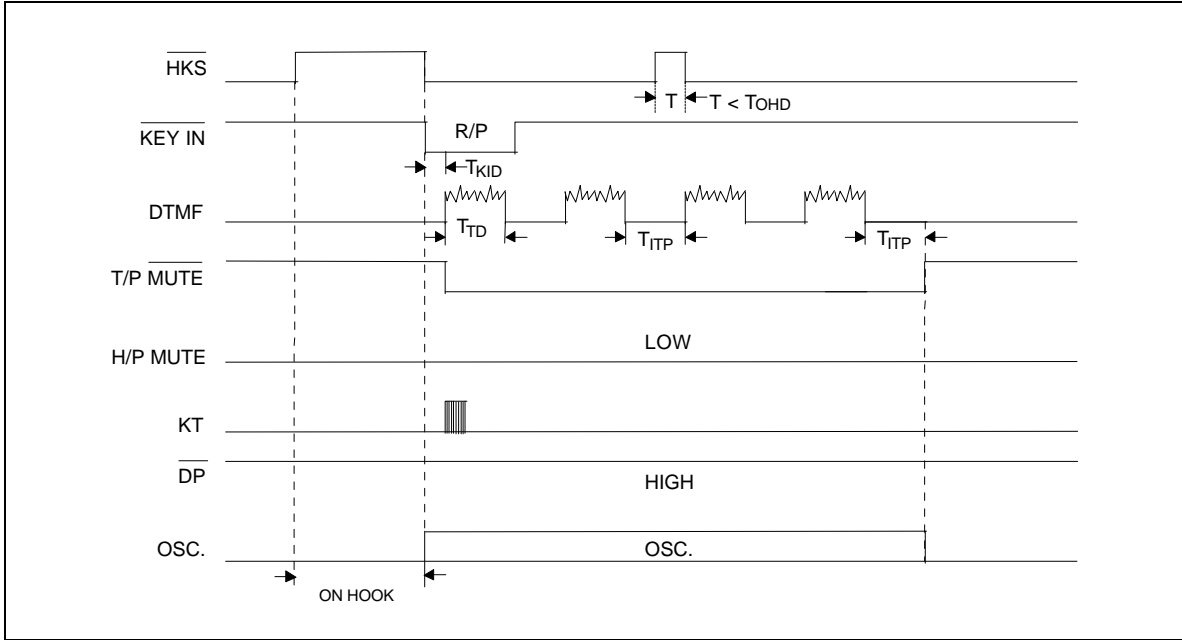 HKS
T
T < TOHD
KEY IN
R/P
TKID
DTMF
TTD
TITP
TITP
T/P MUTE
H/P MUTE
LOW
KT
DP
HIGH
OSC.
OSC.
ON HOOK